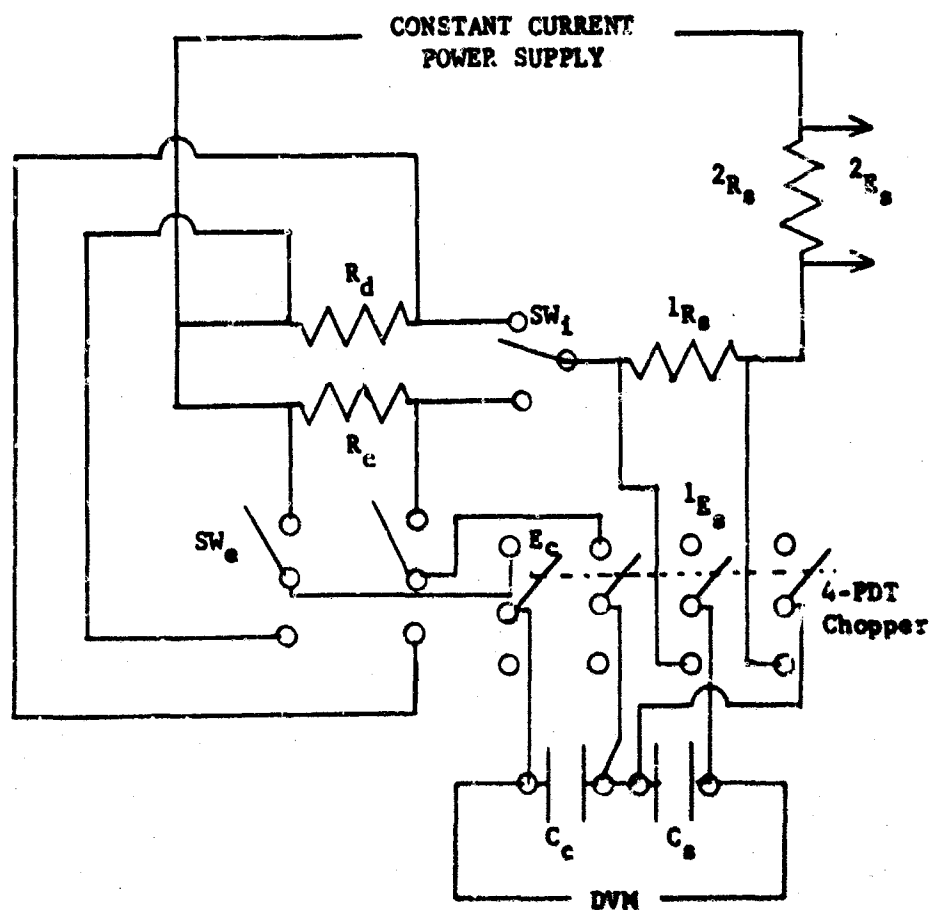 CONSTANT CURRENT
POWER SUPPLY
2Rs
2Es
Rd
SWi
1Rs
Re
1Es
SWe
Ec
4-PDT
Chopper
Cc
Cs
DVM